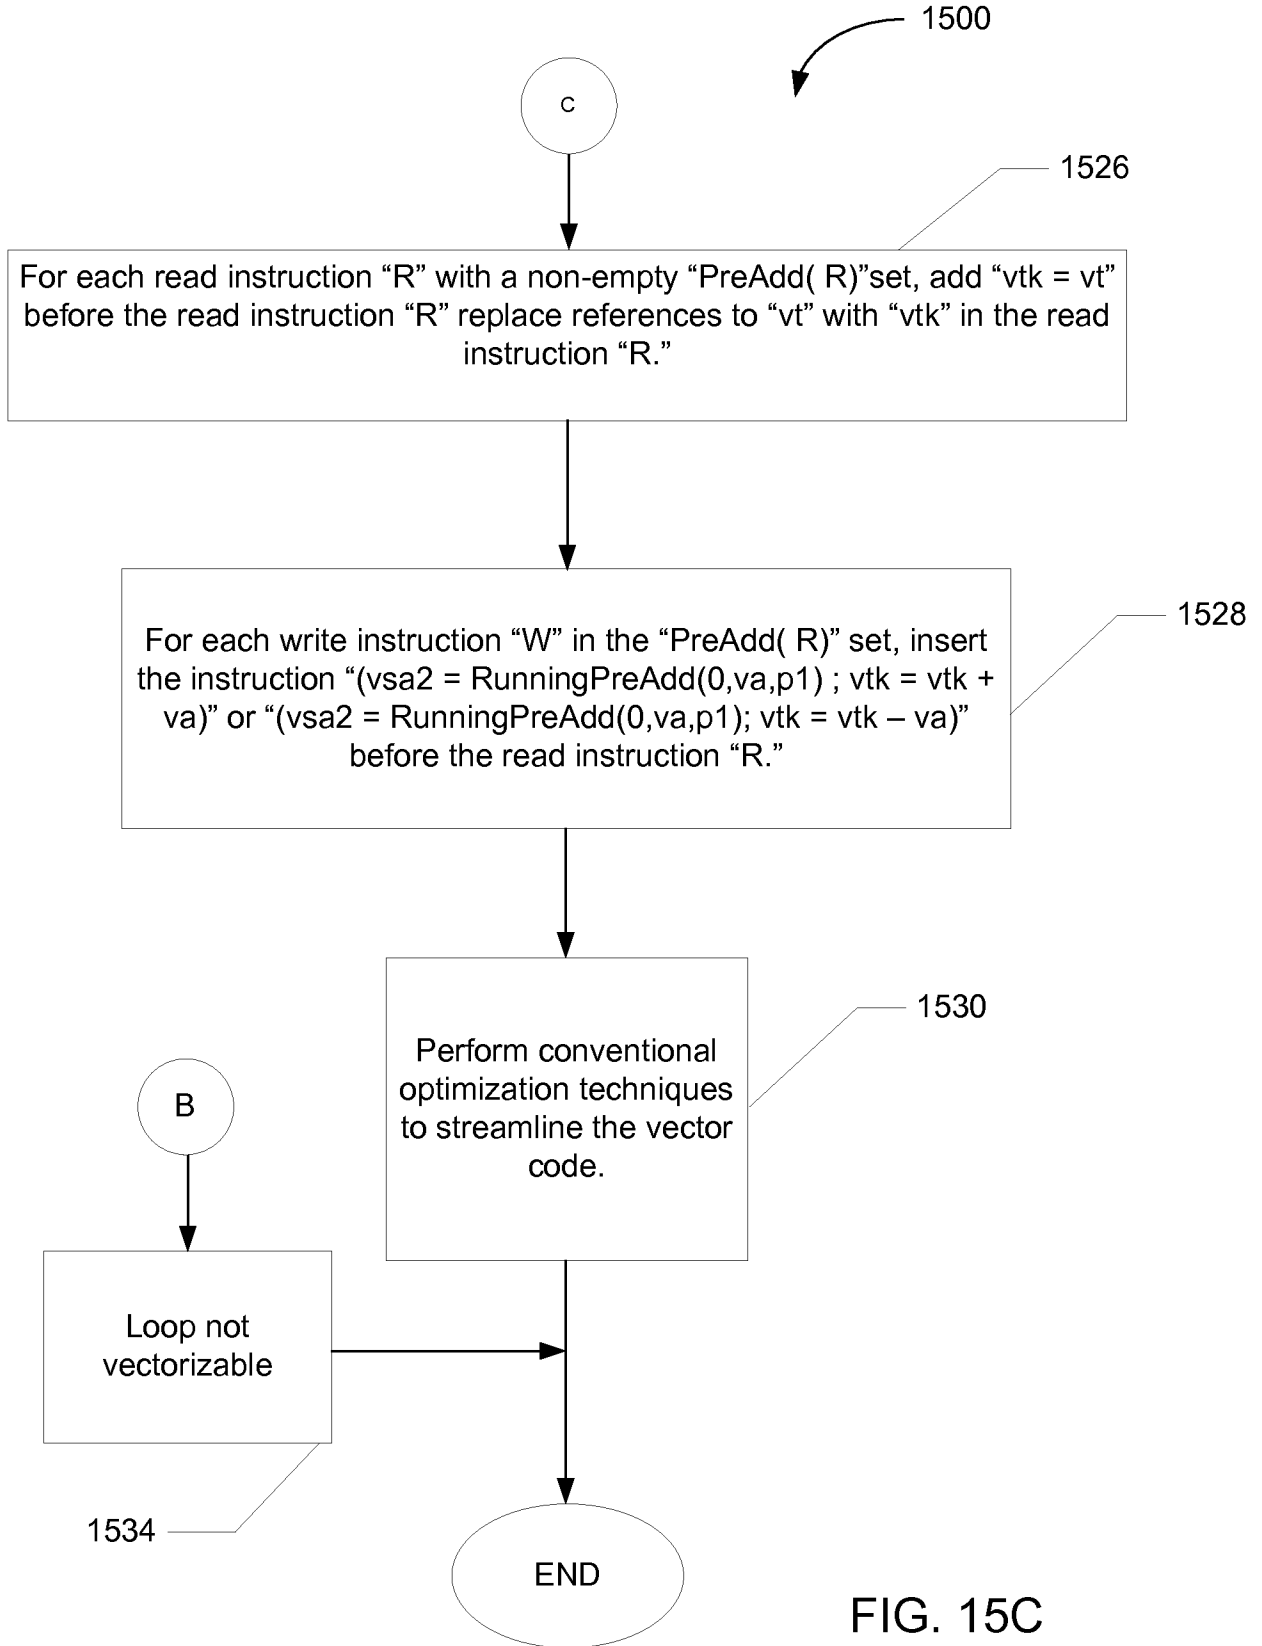 1500
C
1526
For each read instruction “R” with a non-empty “PreAdd( R)”set, add “vtk = vt”
before the read instruction “R” replace references to “vt” with “vtk” in the read
instruction “R.”
1528
For each write instruction “W” in the “PreAdd( R)” set, insert
the instruction “(vsa2 = RunningPreAdd(0,va,p1) ; vtk = vtk +
va)” or “(vsa2 = RunningPreAdd(0,va,p1); vtk = vtk – va)”
before the read instruction “R.”
1530
Perform conventional
optimization techniques
to streamline the vector
code.
B
Loop not
vectorizable
1534
END
FIG. 15C